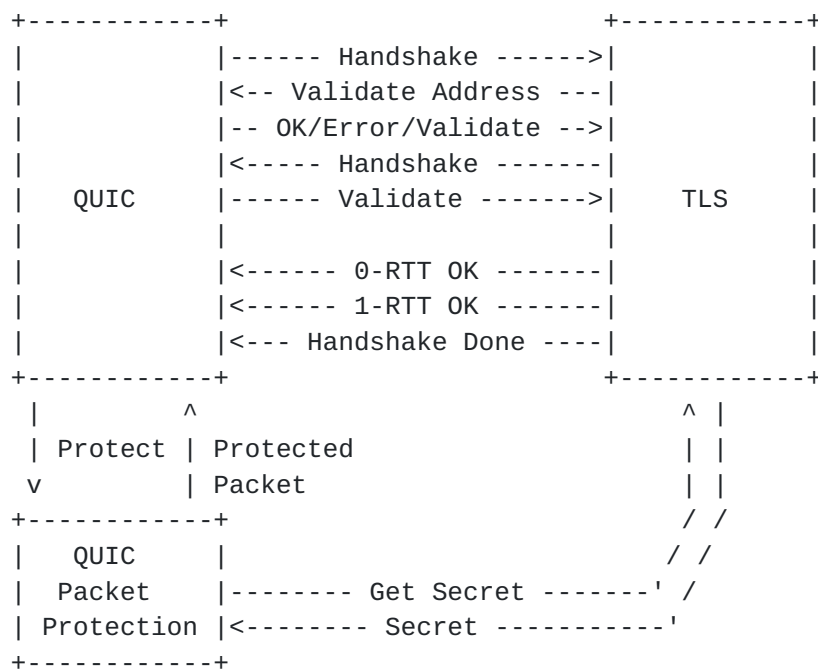 +------------+                        +------------+
|            |------ Handshake ------>|            |
|            |<-- Validate Address ---|            |
|            |-- OK/Error/Validate -->|            |
|            |<----- Handshake -------|            |
|   QUIC     |------ Validate ------->|    TLS     |
|            |                        |            |
|            |<------ 0-RTT OK -------|            |
|            |<------ 1-RTT OK -------|            |
|            |<--- Handshake Done ----|            |
+------------+                        +------------+
 |         ^                               ^ |
 | Protect | Protected                     | |
 v         | Packet                        | |
+------------+                             / /
|   QUIC     |                            / /
|  Packet    |-------- Get Secret -------' /
| Protection |<-------- Secret -----------'
+------------+